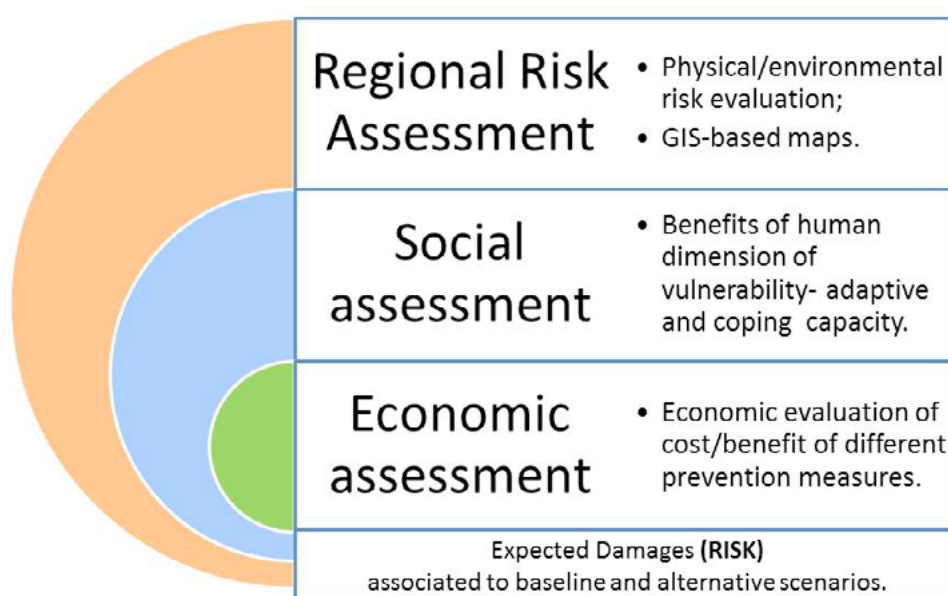 Regional Risk
Assessment
• Physical/environmental
risk evaluation;
• GIS-based maps.
Social
assessment
• Benefits of human
dimension of
vulnerability- adaptive
and coping capacity.
Economic
assessment
• Economic evaluation of
cost/benefit of different
prevention measures.
Expected Damages (RISK)
associated to baseline and alternative scenarios.